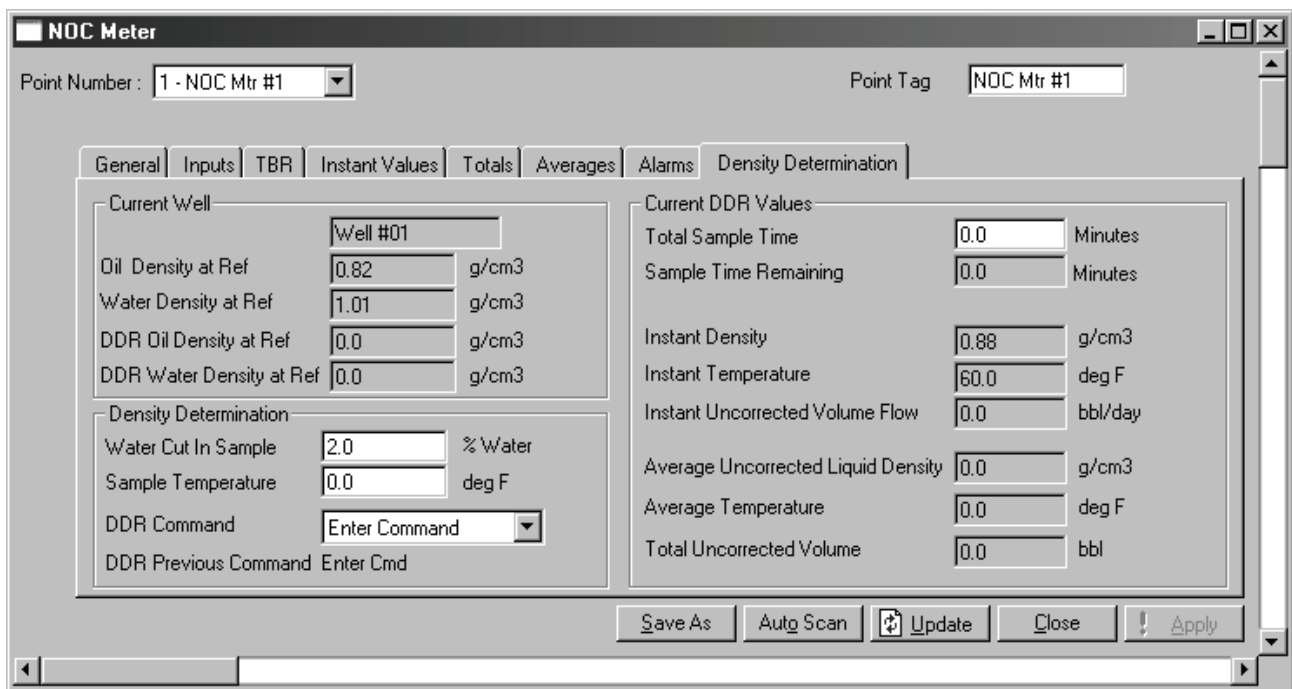 NOC Meter
Point Number : 1 - NOC Mtr #1 Point Tag NOC Mtr #1
General Inputs TBR Instant Values Totals Averages Alarms Density Determination
Current Well
Well #01
Oil Density at Ref 0.82 g/cm3
Water Density at Ref 1.01 g/cm3
DDR Oil Density at Ref 0.0 g/cm3
DDR Water Density at Ref 0.0 g/cm3
Density Determination
Water Cut In Sample 2.0 % Water
Sample Temperature 0.0 deg F
DDR Command Enter Command
DDR Previous Command Enter Cmd
Current DDR Values
Total Sample Time 0.0 Minutes
Sample Time Remaining 0.0 Minutes
Instant Density 0.88 g/cm3
Instant Temperature 60.0 deg F
Instant Uncorrected Volume Flow 0.0 bbl/day
Average Uncorrected Liquid Density 0.0 g/cm3
Average Temperature 0.0 deg F
Total Uncorrected Volume 0.0 bbl
Save As Auto Scan Update Close ! Apply